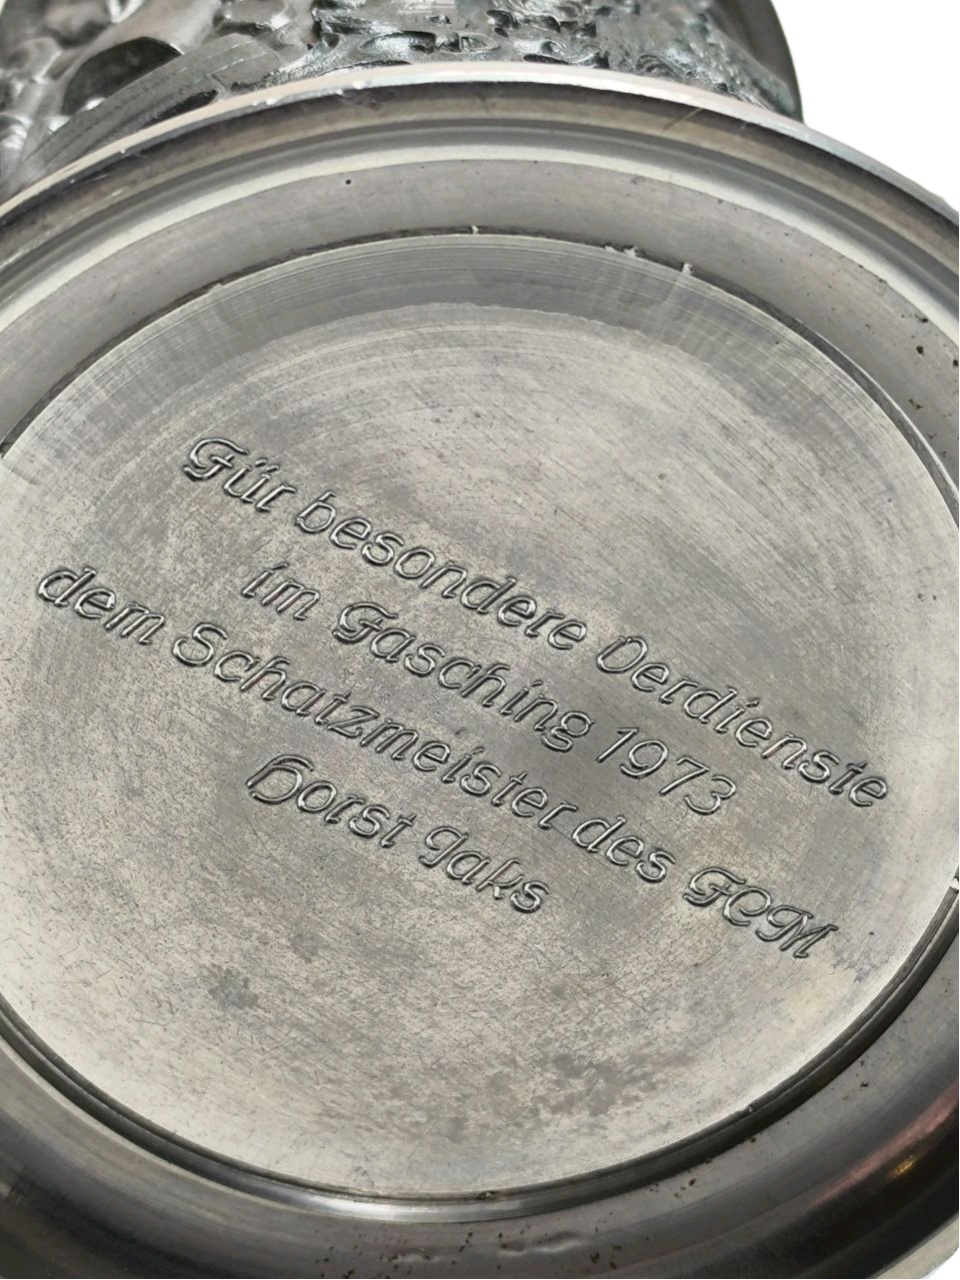 Für besondere Verdienste
im Fasching 1973
dem Schatzmeister des FCM
Horst Jaks